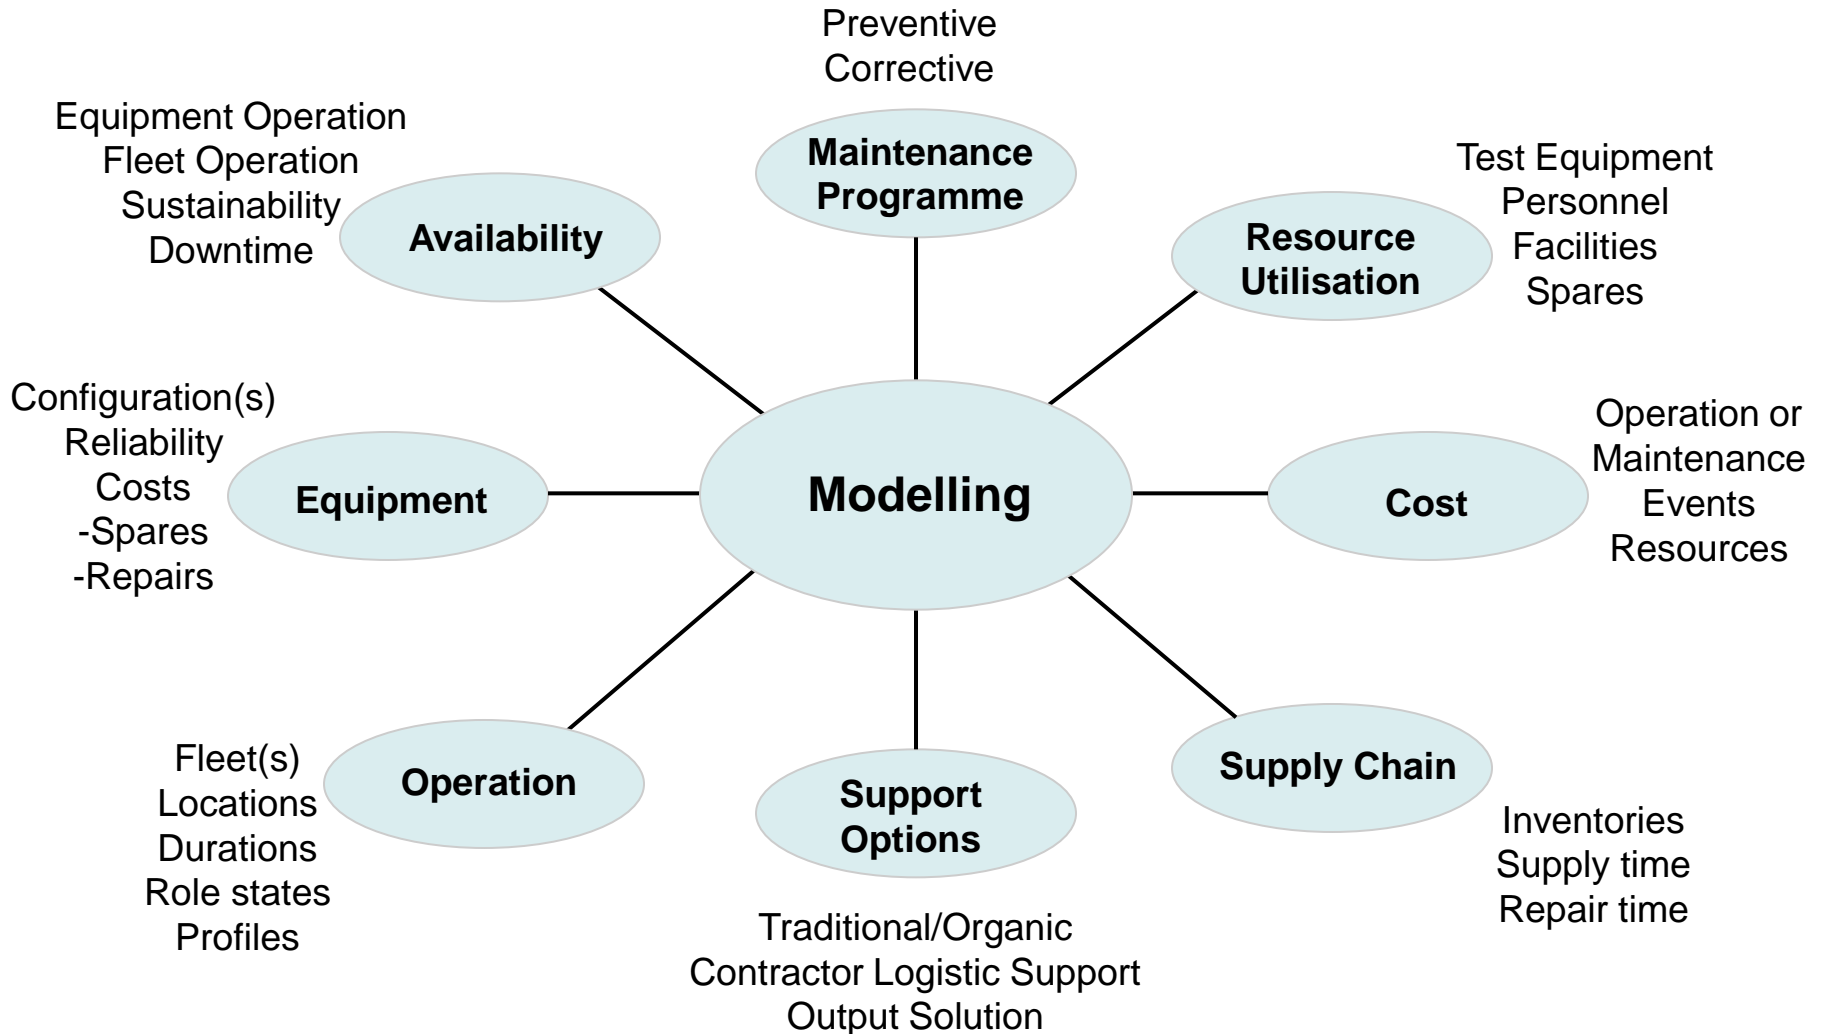 Preventive
Corrective
Maintenance
Programme
Equipment Operation
Fleet Operation
Sustainability
Downtime
Availability
Test Equipment
Personnel
Facilities
Spares
Resource
Utilisation
Configuration(s)
Reliability
Costs
-Spares
-Repairs
Equipment
Modelling
Cost
Operation or
Maintenance
Events
Resources
Fleet(s)
Locations
Durations
Role states
Profiles
Operation
Support
Options
Traditional/Organic
Contractor Logistic Support
Output Solution
Supply Chain
Inventories
Supply time
Repair time